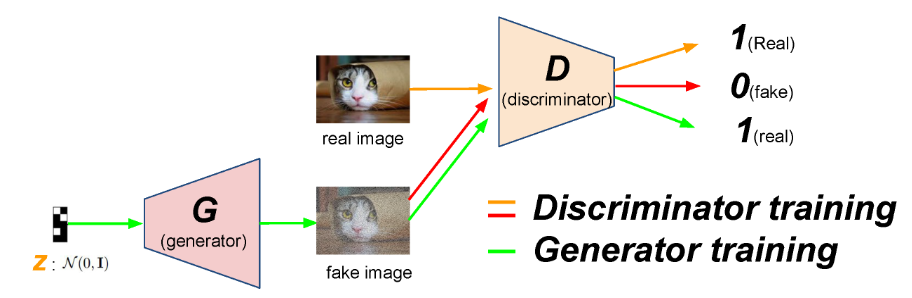 D
(discriminator)
1(Real)
0(fake)
1(real)
real image
G
(generator)
z : 𝒩(0, I)
fake image
Discriminator training
Generator training